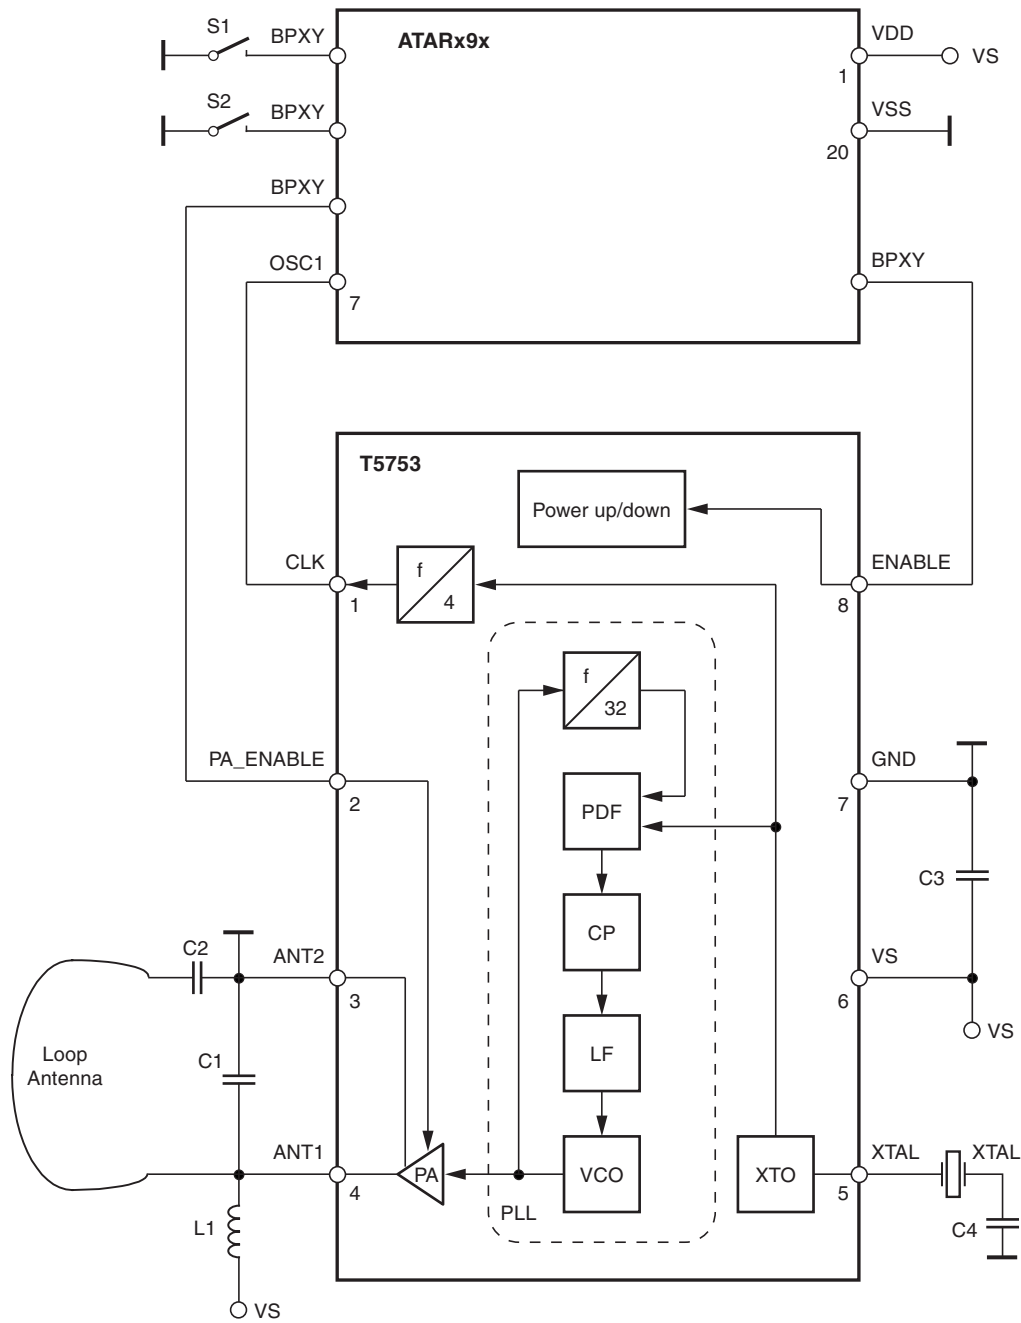 S1
BPXY
ATARx9x
VDD
1
VS
S2
BPXY
VSS
20
BPXY
OSC1
7
BPXY
T5753
Power up/down
CLK
1
f
4
ENABLE
8
f
32
PA_ENABLE
2
PDF
GND
7
C3
CP
C2
ANT2
3
VS
6
VS
LF
Loop
Antenna
C1
ANT1
4
PA
VCO
PLL
XTO
XTAL
5
XTAL
C4
L1
VS